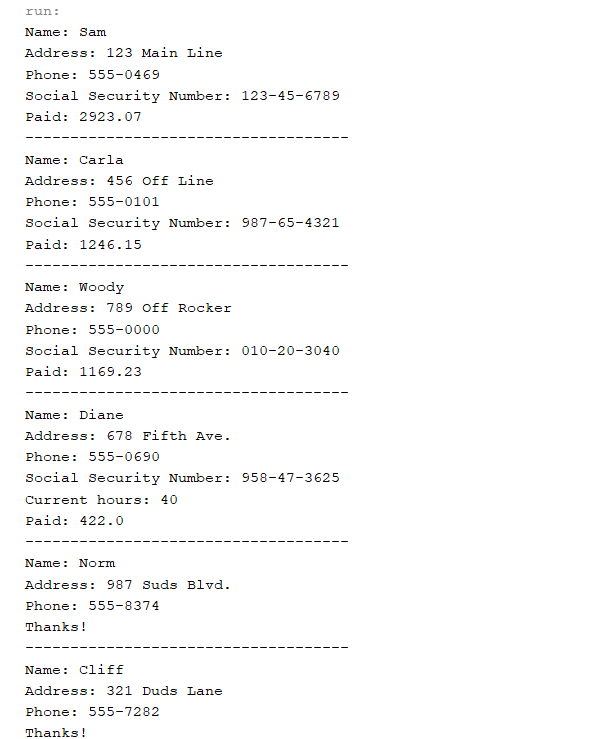 run:
Name: Sam
Address: 123 Main Line
Phone: 555-0469
Social Security Number: 123-45-6789
Paid: 2923.07
------------------------------------
Name: Carla
Address: 456 Off Line
Phone: 555-0101
Social Security Number: 987-65-4321
Paid: 1246.15
------------------------------------
Name: Woody
Address: 789 Off Rocker
Phone: 555-0000
Social Security Number: 010-20-3040
Paid: 1169.23
------------------------------------
Name: Diane
Address: 678 Fifth Ave.
Phone: 555-0690
Social Security Number: 958-47-3625
Current hours: 40
Paid: 422.0
------------------------------------
Name: Norm
Address: 987 Suds Blvd.
Phone: 555-8374
Thanks!
------------------------------------
Name: Cliff
Address: 321 Duds Lane
Phone: 555-7282
Thanks!